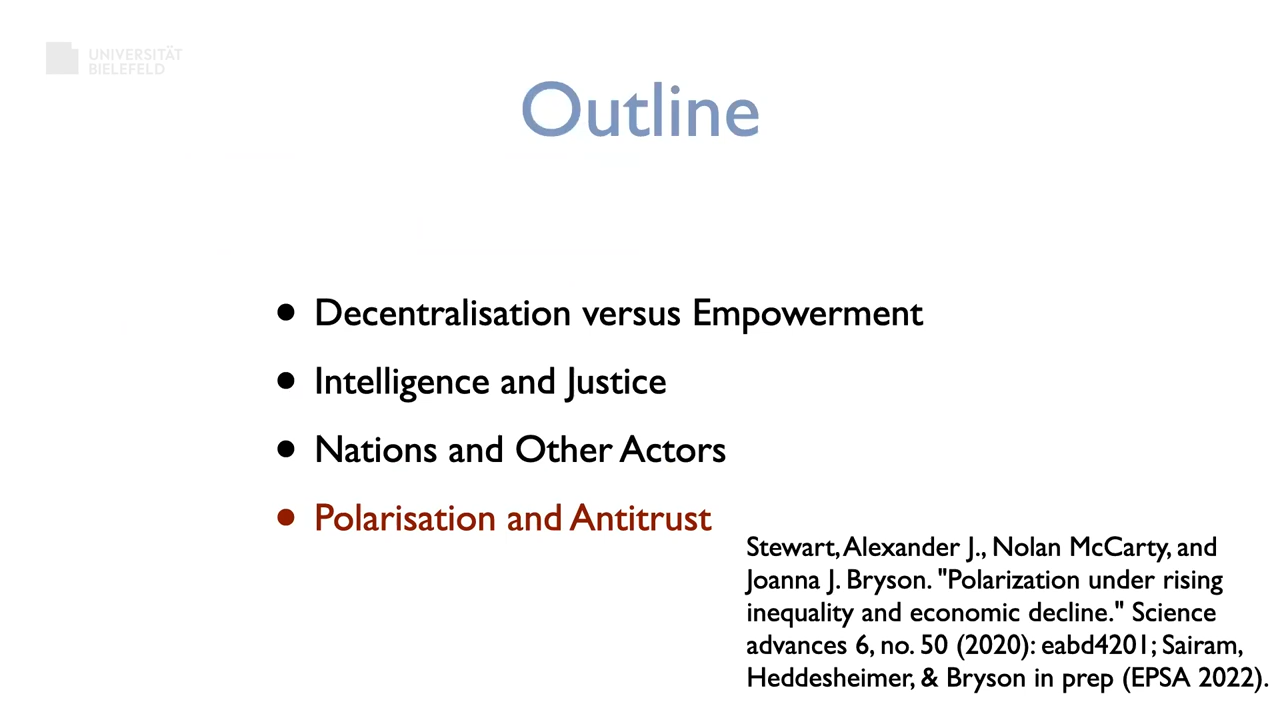 UNIVERSITÄT
BIELEFELD
Outline
• Decentralisation versus Empowerment
• Intelligence and Justice
• Nations and Other Actors
• Polarisation and Antitrust
Stewart, Alexander J., Nolan McCarty, and
Joanna J. Bryson. "Polarization under rising
inequality and economic decline." Science
advances 6, no. 50 (2020): eabd4201; Sairam,
Heddesheimer, & Bryson in prep (EPSA 2022).